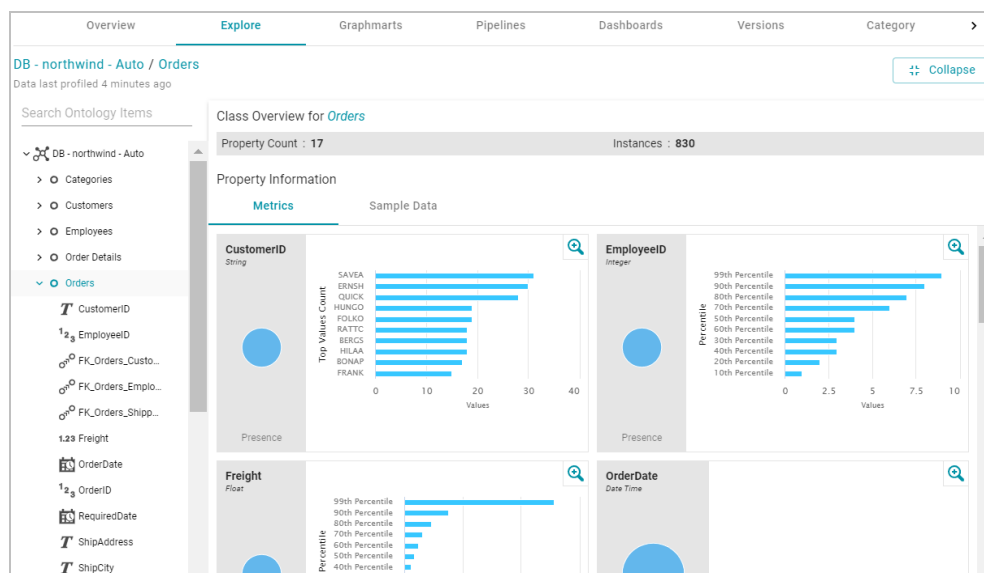 Overview Explore Graphmarts Pipelines Dashboards Versions Category
DB - northwind - Auto / Orders
Data last profiled 4 minutes ago
Collapse
Search Ontology Items
DB - northwind - Auto
Categories
Customers
Employees
Order Details
Orders
CustomerID
EmployeeID
FK_Orders_Custo...
FK_Orders_Emplo...
FK_Orders_Shipp...
1.23 Freight
OrderDate
OrderID
RequiredDate
ShipAddress
ShipCity
Class Overview for Orders
Property Count : 17 Instances : 830
Property Information
Metrics Sample Data
CustomerID
String
Presence
Top Values Count
SAVEA
ERNSH
QUICK
HUNGO
FOLKO
RATTC
BERGS
HILAA
BONAP
FRANK
0 10 20 30 40
Values
EmployeeID
Integer
Presence
Percentile
99th Percentile
90th Percentile
80th Percentile
70th Percentile
50th Percentile
60th Percentile
30th Percentile
40th Percentile
20th Percentile
10th Percentile
0 2.5 5 7.5 10
Values
Freight
Float
Percentile
99th Percentile
90th Percentile
80th Percentile
70th Percentile
60th Percentile
50th Percentile
40th Percentile
OrderDate
Date Time